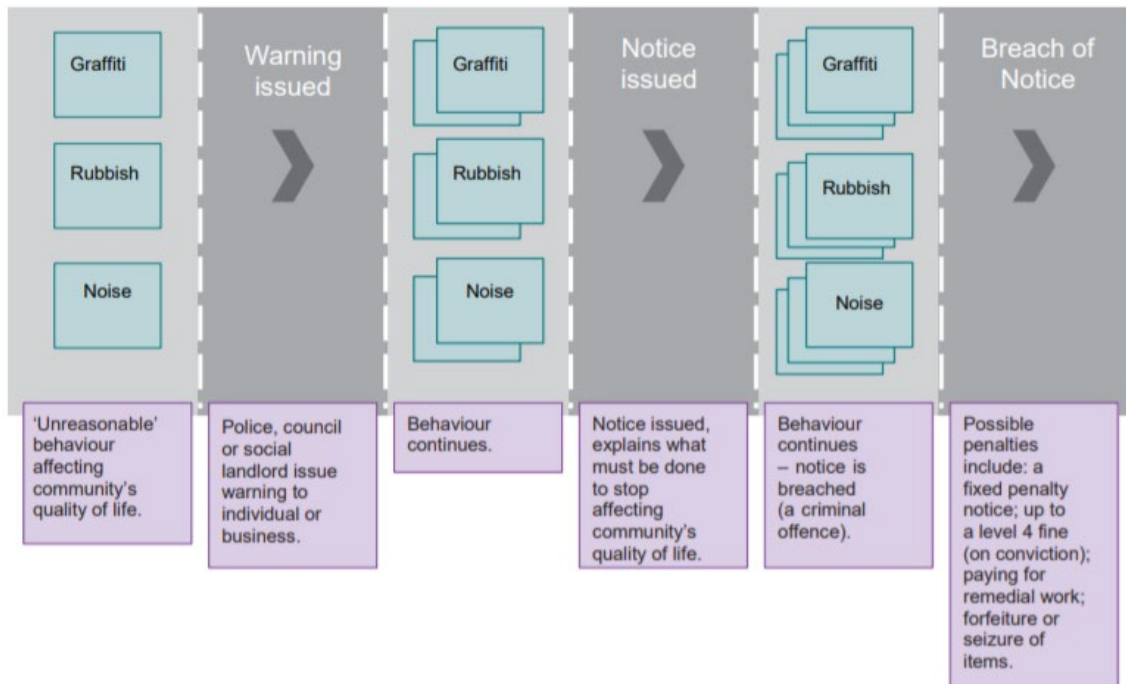 Graffiti
Rubbish
Noise
Warning
issued
Graffiti
Rubbish
Noise
Notice
issued
Graffiti
Rubbish
Noise
Breach of
Notice
‘Unreasonable’
behaviour
affecting
community’s
quality of life.
Police, council
or social
landlord issue
warning to
individual or
business.
Behaviour
continues.
Notice issued,
explains what
must be done
to stop
affecting
community’s
quality of life.
Behaviour
continues
– notice is
breached
(a criminal
offence).
Possible
penalties
include: a
fixed penalty
notice; up to
a level 4 fine
(on conviction);
paying for
remedial work;
forfeiture or
seizure of
items.